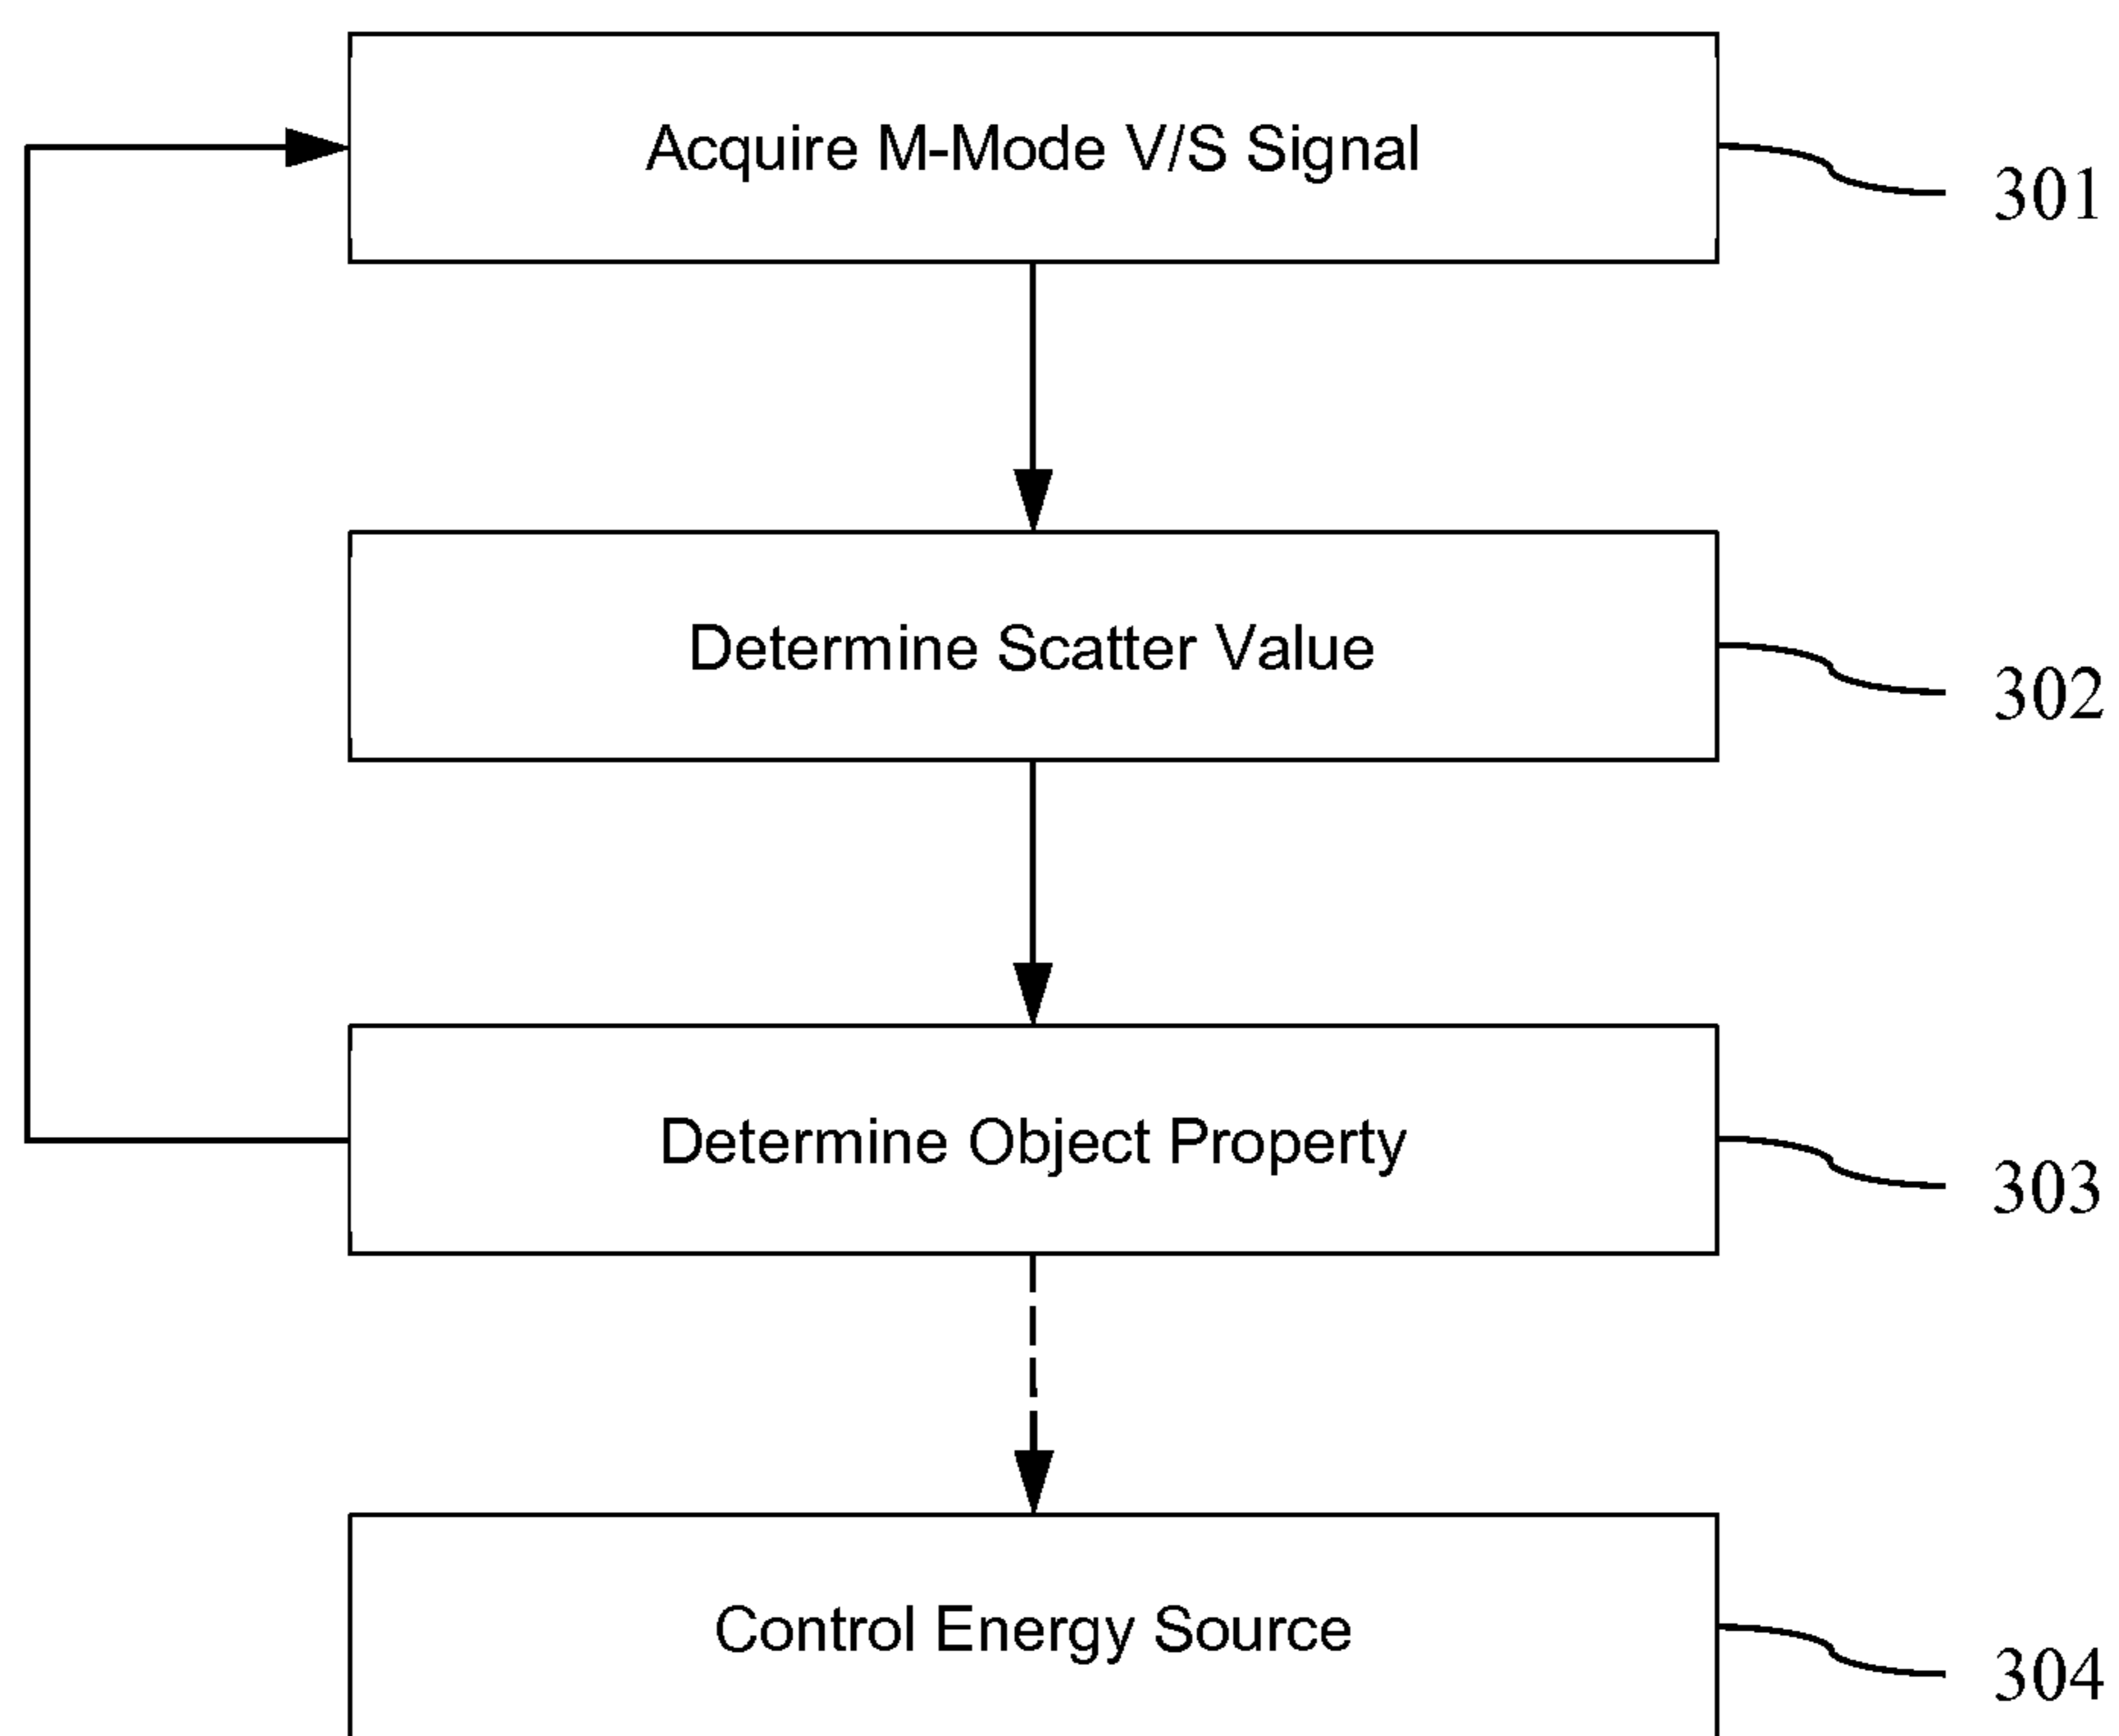 Acquire M-Mode V/S Signal
301
Determine Scatter Value
302
Determine Object Property
303
Control Energy Source
304